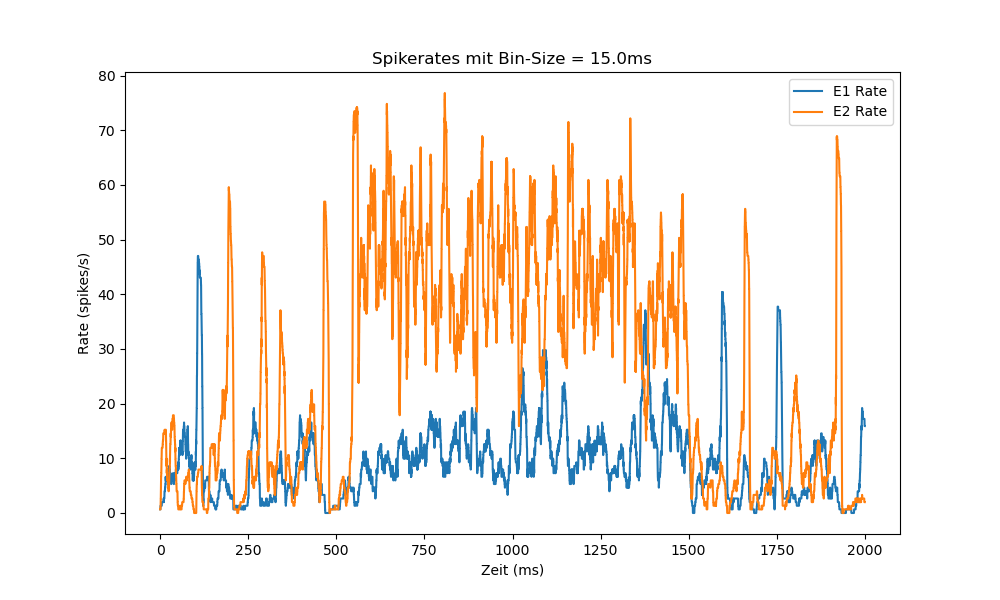 Spikerates mit Bin-Size = 15.0ms
E1 Rate
E2 Rate
Rate (spikes/s)
80
70
60
50
40
30
20
10
0
0 250 500 750 1000 1250 1500 1750 2000
Zeit (ms)